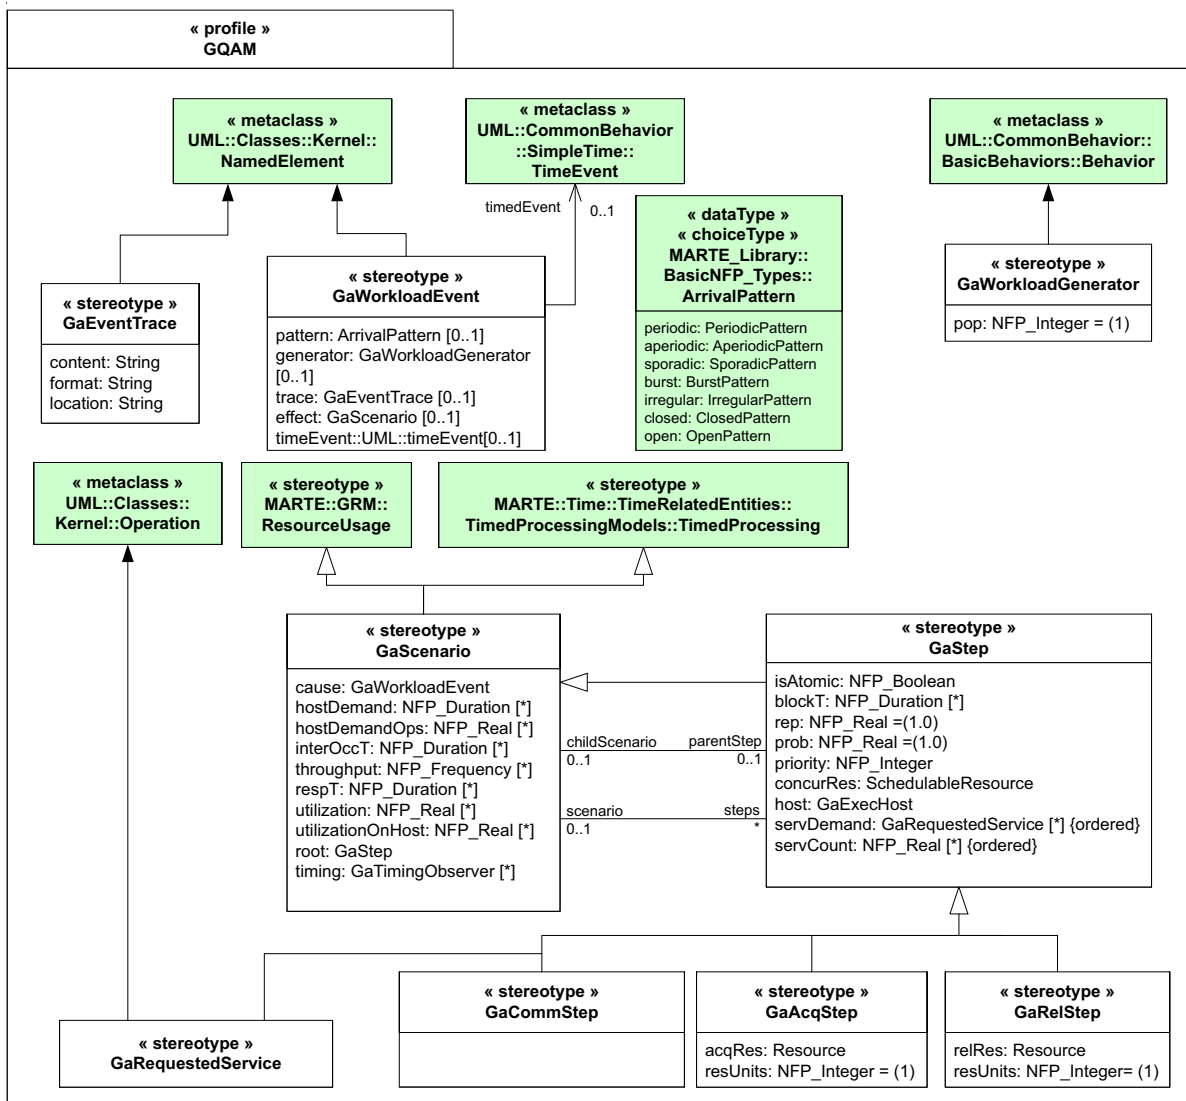 « profile »
GQAM
« metaclass »
UML::Classes::Kernel::
NamedElement
« metaclass »
UML::CommonBehavior
::SimpleTime::
TimeEvent
« metaclass »
UML::CommonBehavior::
BasicBehaviors::Behavior
timedEvent
0..1
« dataType »
« choiceType »
MARTE_Library::
BasicNFP_Types::
ArrivalPattern
periodic: PeriodicPattern
aperiodic: AperiodicPattern
sporadic: SporadicPattern
burst: BurstPattern
irregular: IrregularPattern
closed: ClosedPattern
open: OpenPattern
« stereotype »
GaEventTrace
content: String
format: String
location: String
« stereotype »
GaWorkloadEvent
pattern: ArrivalPattern [0..1]
generator: GaWorkloadGenerator
[0..1]
trace: GaEventTrace [0..1]
effect: GaScenario [0..1]
timeEvent::UML::timeEvent[0..1]
« stereotype »
GaWorkloadGenerator
pop: NFP_Integer = (1)
« metaclass »
UML::Classes::
Kernel::Operation
« stereotype »
MARTE::GRM::
ResourceUsage
« stereotype »
MARTE::Time::TimeRelatedEntities::
TimedProcessingModels::TimedProcessing
« stereotype »
GaScenario
cause: GaWorkloadEvent
hostDemand: NFP_Duration [*]
hostDemandOps: NFP_Real [*]
interOccT: NFP_Duration [*]
throughput: NFP_Frequency [*]
respT: NFP_Duration [*]
utilization: NFP_Real [*]
utilizationOnHost: NFP_Real [*]
root: GaStep
timing: GaTimingObserver [*]
childScenario
0..1
parentStep
0..1
scenario
0..1
steps
*
« stereotype »
GaStep
isAtomic: NFP_Boolean
blockT: NFP_Duration [*]
rep: NFP_Real =(1.0)
prob: NFP_Real =(1.0)
priority: NFP_Integer
concurRes: SchedulableResource
host: GaExecHost
servDemand: GaRequestedService [*] {ordered}
servCount: NFP_Real [*] {ordered}
« stereotype »
GaRequestedService
« stereotype »
GaCommStep
« stereotype »
GaAcqStep
acqRes: Resource
resUnits: NFP_Integer = (1)
« stereotype »
GaRelStep
relRes: Resource
resUnits: NFP_Integer= (1)